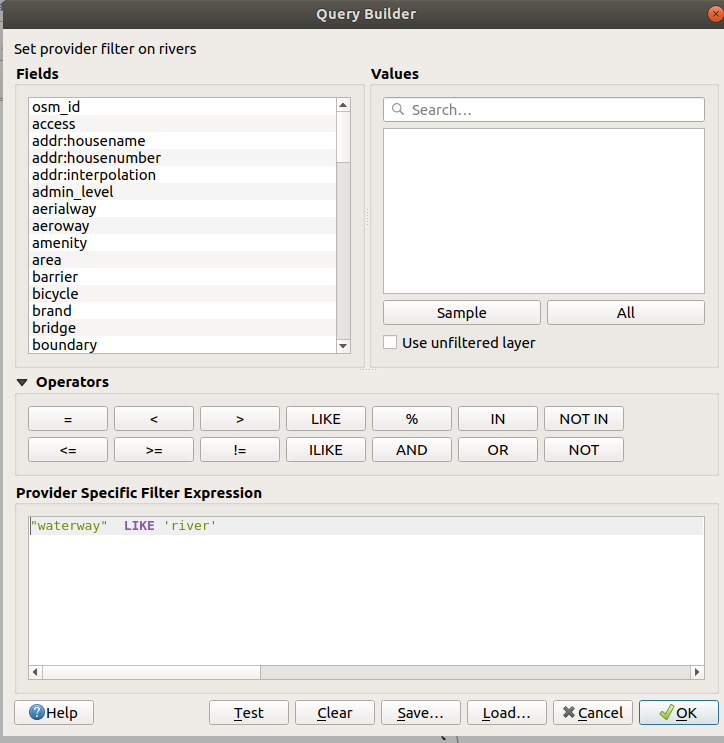 Query Builder
Set provider filter on rivers
Fields
Values
osm_id
access
addr:housename
addr:housenumber
addr:interpolation
admin_level
aerialway
aeroway
amenity
area
barrier
bicycle
brand
bridge
boundary
Search...
Sample All
Use unfiltered layer
Operators
= < > LIKE % IN NOT IN
<= >= != ILIKE AND OR NOT
Provider Specific Filter Expression
"waterway"  LIKE 'river'
Help Test Clear Save... Load... Cancel OK